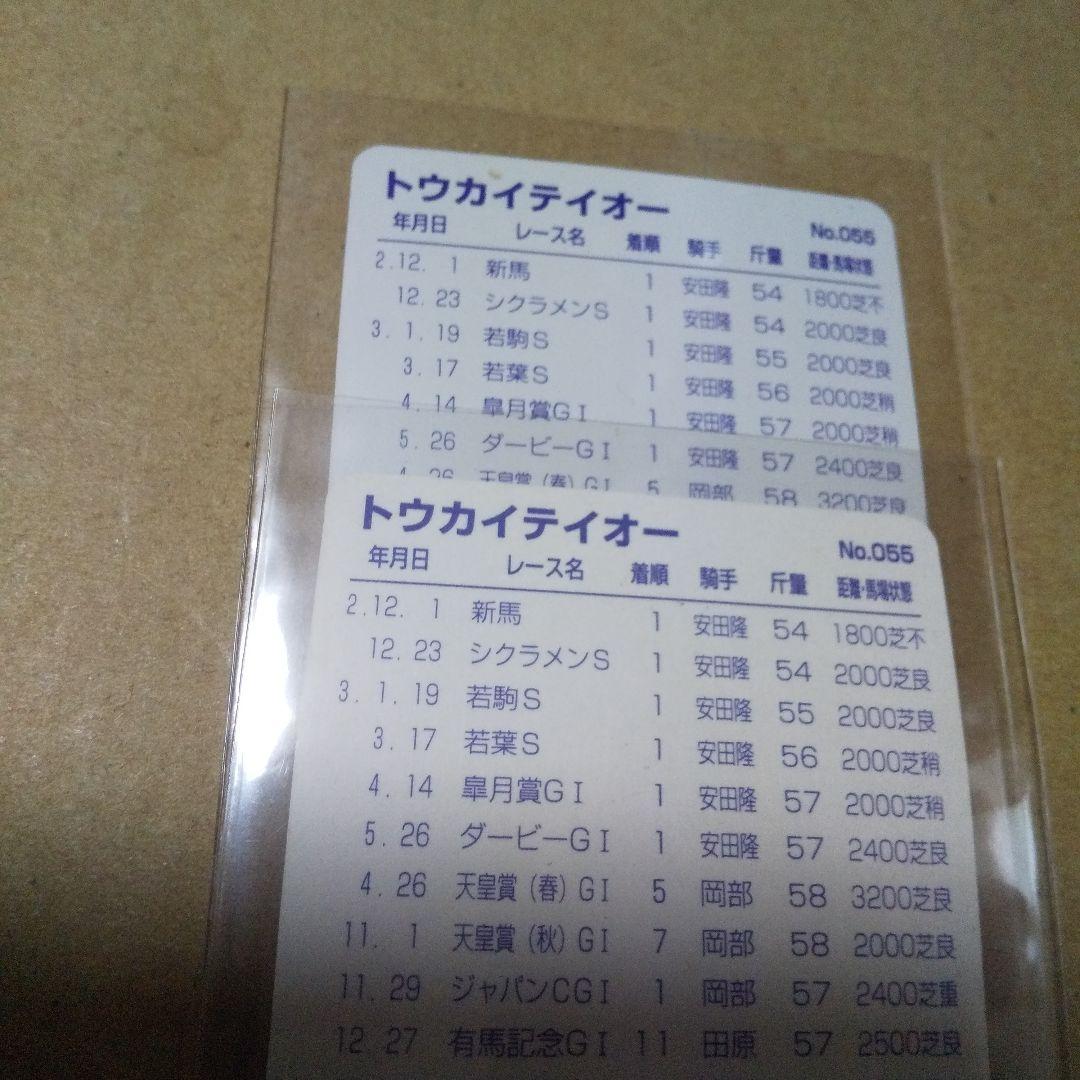 トウカイテイオー No.055
年月日 レース名 着順 騎手 斤量 距離・馬場状態
2.12. 1 新馬 1 安田隆 54 1800芝不
12. 23 シクラメンS 1 安田隆 54 2000芝良
3. 1. 19 若駒S 1 安田隆 55 2000芝良
3. 17 若葉S 1 安田隆 56 2000芝稍
4. 14 皐月賞GⅠ 1 安田隆 57 2000芝稍
5. 26 ダービーGⅠ 1 安田隆 57 2400芝良
4. 26 天皇賞（春）GⅠ 5 岡部 58 3200芝良
トウカイテイオー No.055
年月日 レース名 着順 騎手 斤量 距離・馬場状態
2.12. 1 新馬 1 安田隆 54 1800芝不
12. 23 シクラメンS 1 安田隆 54 2000芝良
3. 1. 19 若駒S 1 安田隆 55 2000芝良
3. 17 若葉S 1 安田隆 56 2000芝稍
4. 14 皐月賞GⅠ 1 安田隆 57 2000芝稍
5. 26 ダービーGⅠ 1 安田隆 57 2400芝良
4. 26 天皇賞（春）GⅠ 5 岡部 58 3200芝良
11. 1 天皇賞（秋）GⅠ 7 岡部 58 2000芝良
11. 29 ジャパンCGⅠ 1 岡部 57 2400芝重
12. 27 有馬記念GⅠ 11 田原 57 2500芝良